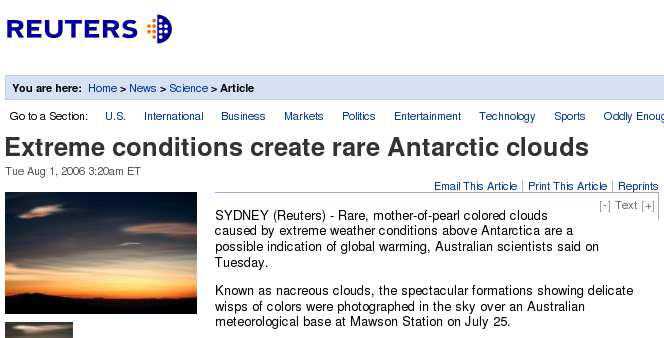 REUTERS
You are here: Home > News > Science > Article
Go to a Section: U.S. International Business Markets Politics Entertainment Technology Sports Oddly Enoug
Extreme conditions create rare Antarctic clouds
Tue Aug 1, 2006 3:20am ET
Email This Article | Print This Article | Reprints
[-] Text [+]
SYDNEY (Reuters) - Rare, mother-of-pearl colored clouds
caused by extreme weather conditions above Antarctica are a
possible indication of global warming, Australian scientists said on
Tuesday.
Known as nacreous clouds, the spectacular formations showing delicate
wisps of colors were photographed in the sky over an Australian
meteorological base at Mawson Station on July 25.